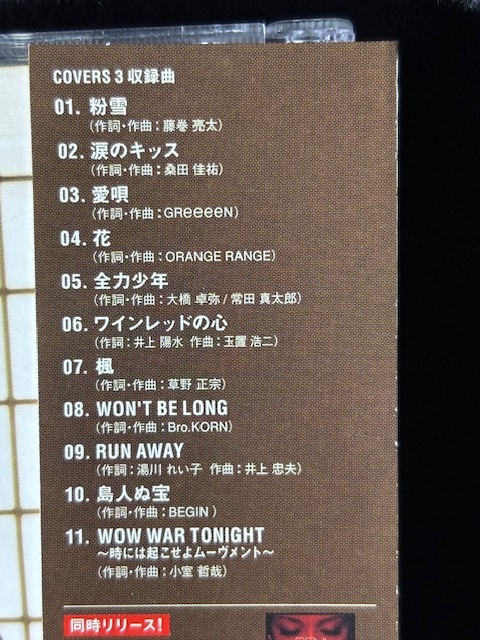 COVERS 3 収録曲
01. 粉雪
(作詞・作曲：藤巻 亮太)
02. 涙のキッス
(作詞・作曲：桑田 佳祐)
03. 愛唄
(作詞・作曲：GReeeeN)
04. 花
(作詞・作曲：ORANGE RANGE)
05. 全力少年
(作詞・作曲：大橋 卓弥 / 常田 真太郎)
06. ワインレッドの心
(作詞：井上 陽水 作曲：玉置 浩二)
07. 楓
(作詞・作曲：草野 正宗)
08. WON'T BE LONG
(作詞・作曲：Bro.KORN)
09. RUN AWAY
(作詞：湯川 れい子 作曲：井上 忠夫)
10. 島人ぬ宝
(作詞・作曲：BEGIN )
11. WOW WAR TONIGHT
～時には起こせよムーヴメント～
(作詞・作曲：小室 哲哉)
同時リリース!